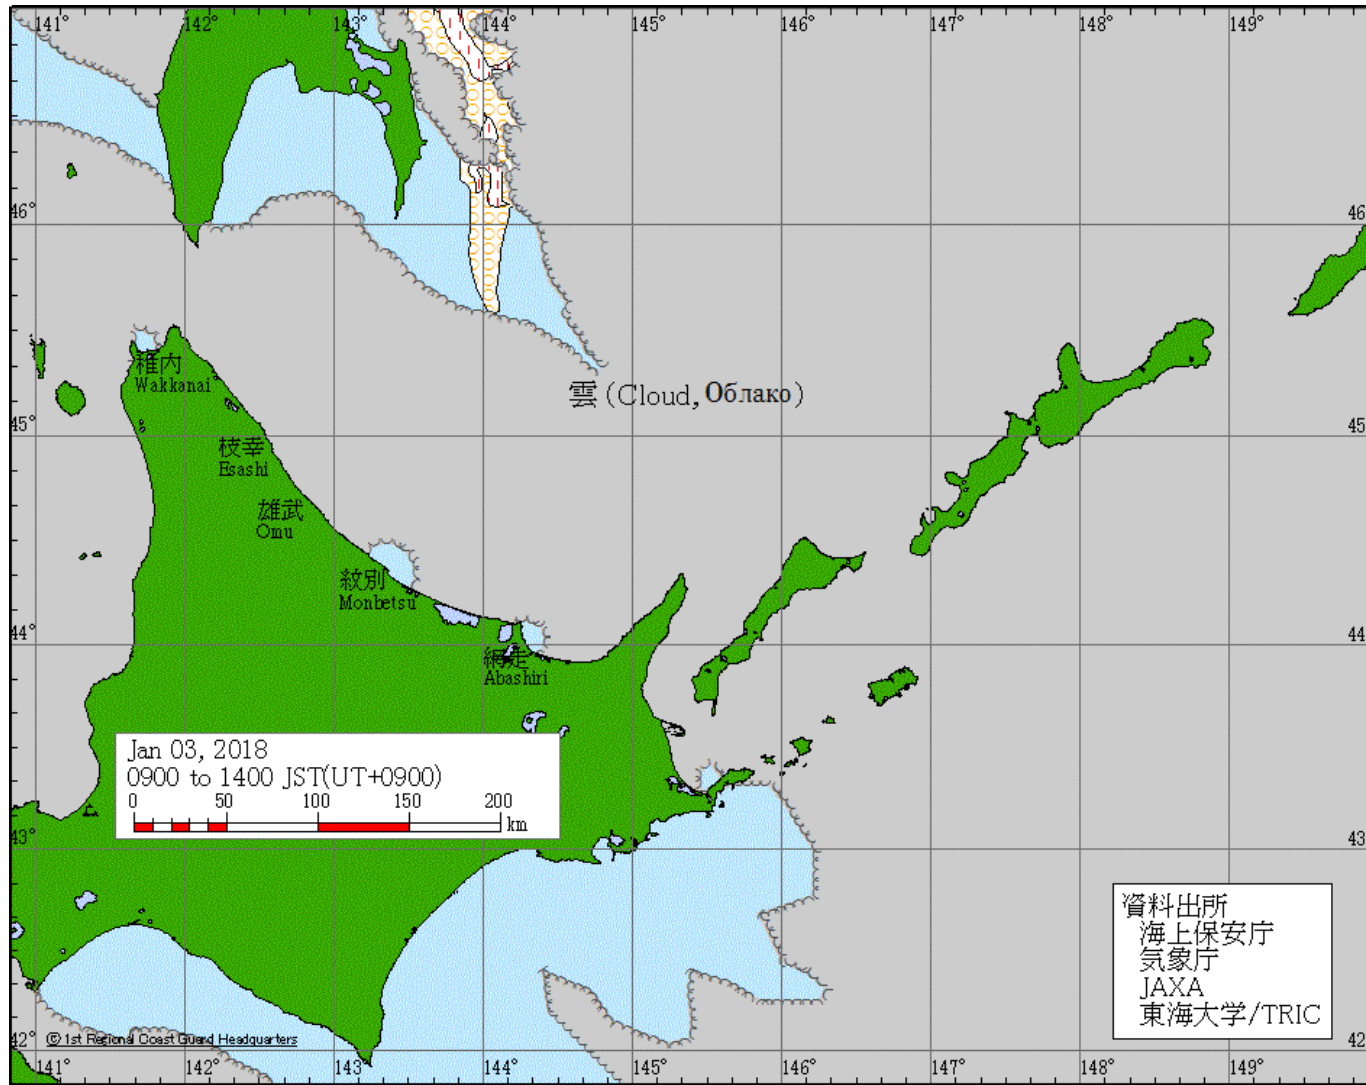 141° 142° 143° 144° 145° 146° 147° 148° 149°
46° 46
稚内
Wakkanai
雲 (Cloud, Облако)
45° 45
枝幸
Esashi
雄武
Omu
紋別
Monbetsu
44° 44
網走
Abashiri
Jan 03, 2018
0900 to 1400 JST(UT+0900)
0 50 100 150 200
km
43° 43
資料出所
海上保安庁
気象庁
JAXA
東海大学/TRIC
42° 42
© 1st Regional Coast Guard Headquarters
141° 142° 143° 144° 145° 146° 147° 148° 149°